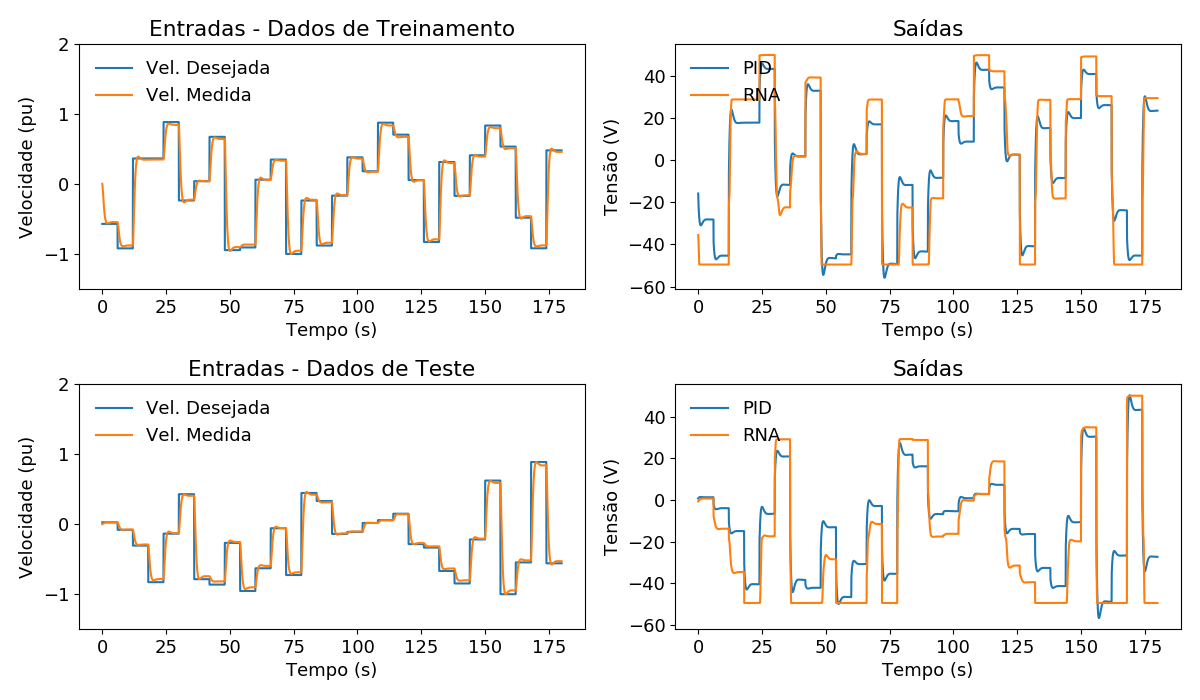 Entradas - Dados de Treinamento
2
1
0
−1
Velocidade (pu)
Vel. Desejada
Vel. Medida
0 25 50 75 100 125 150 175
Tempo (s)
Saídas
40
20
0
−20
−40
−60
Tensão (V)
PID
RNA
0 25 50 75 100 125 150 175
Tempo (s)
Entradas - Dados de Teste
2
1
0
−1
Velocidade (pu)
Vel. Desejada
Vel. Medida
0 25 50 75 100 125 150 175
Tempo (s)
Saídas
40
20
0
−20
−40
−60
Tensão (V)
PID
RNA
0 25 50 75 100 125 150 175
Tempo (s)